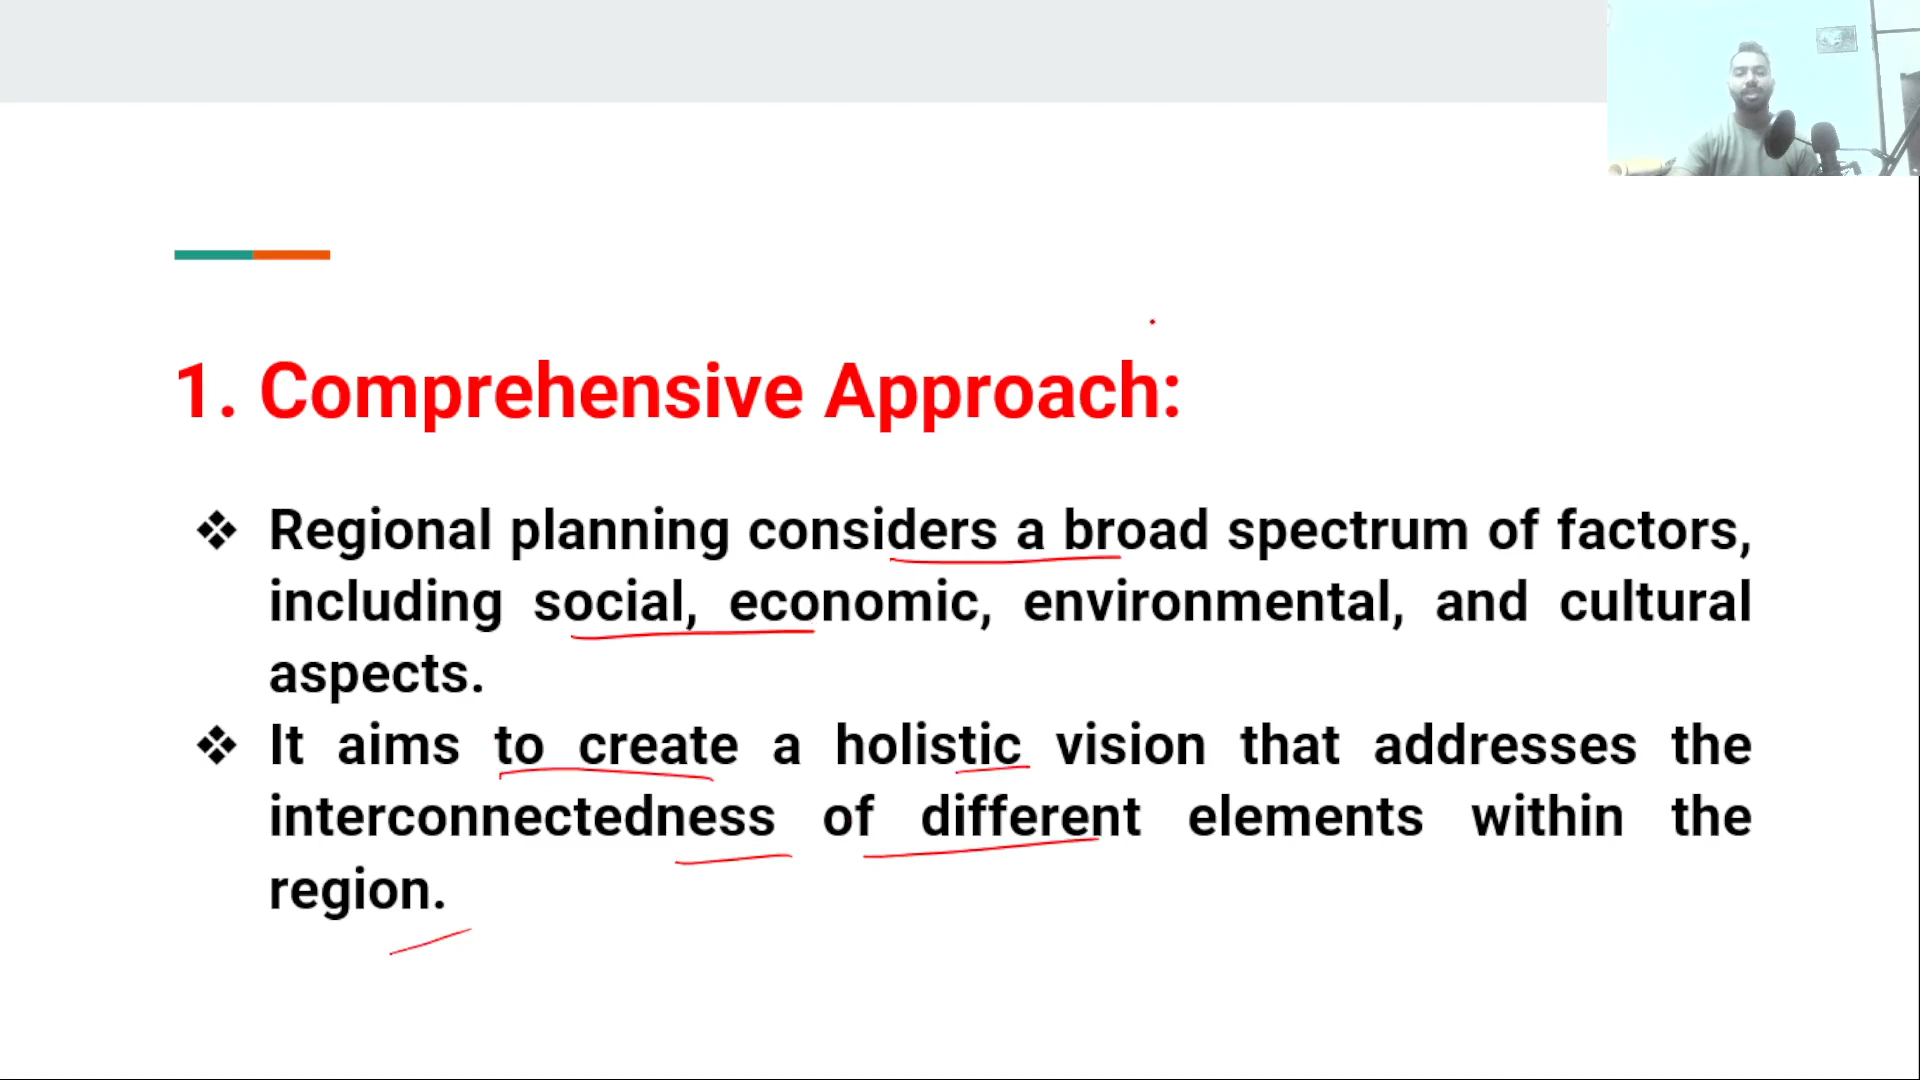 1. Comprehensive Approach:
❖ Regional planning considers a broad spectrum of factors,
including social, economic, environmental, and cultural
aspects.
❖ It aims to create a holistic vision that addresses the
interconnectedness of different elements within the
region.